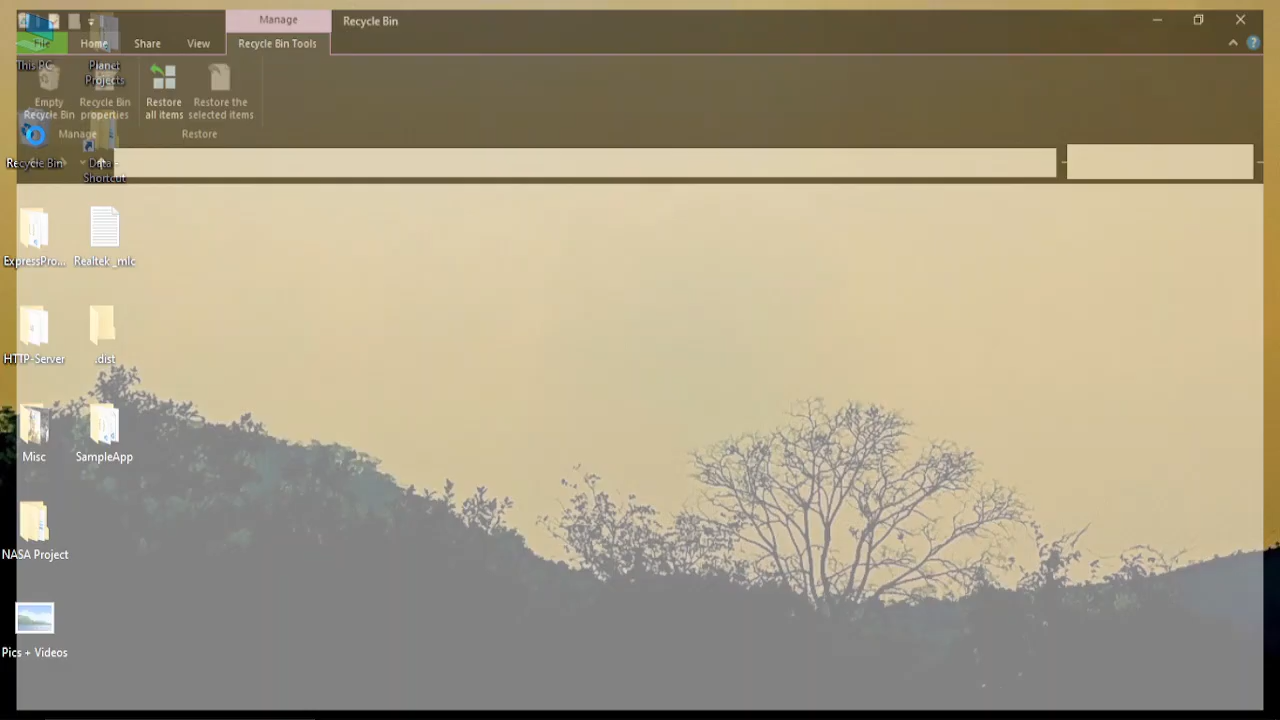 Manage
Recycle Bin
File
Home
Share
View
Recycle Bin Tools
Empty
Recycle Bin
Recycle Bin
properties
Restore
all items
Restore the
selected items
Manage
Restore
This PC
Planet
Projects
Recycle Bin
Data -
Shortcut
ExpressPro...
Realtek _mlc
HTTP-Server
.dist
Misc
SampleApp
NASA Project
Pics + Videos